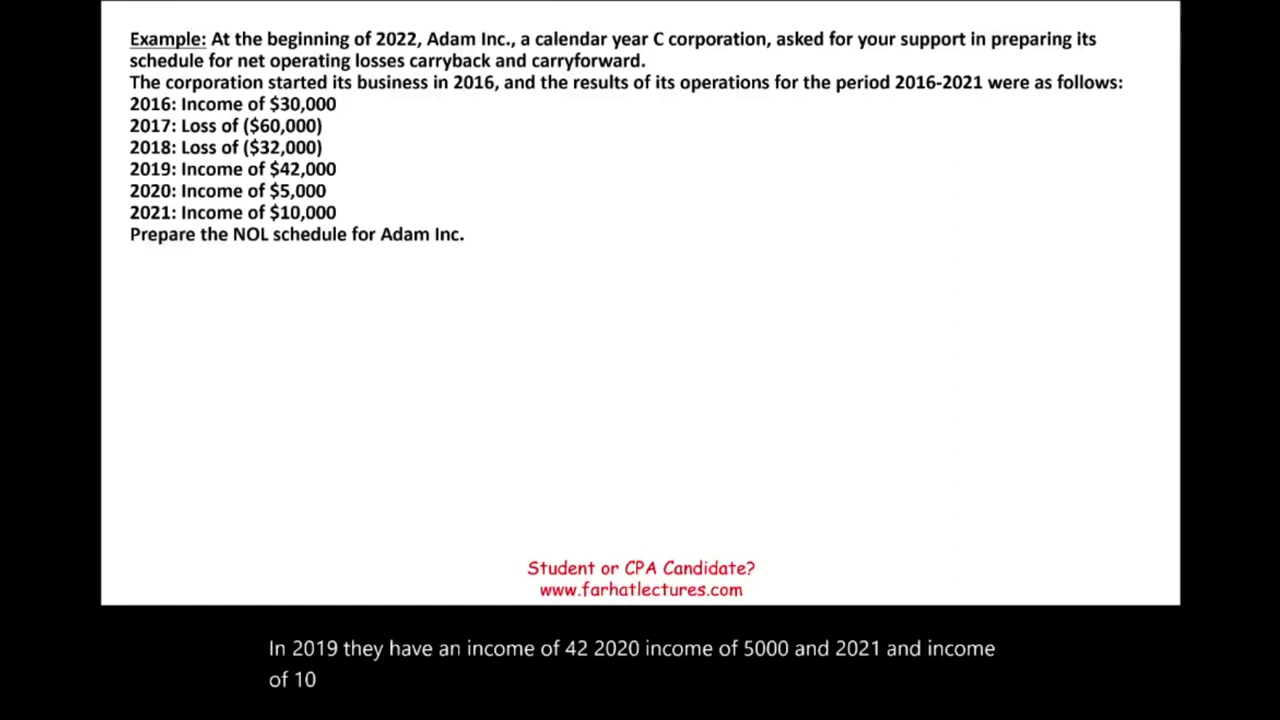 Example: At the beginning of 2022, Adam Inc., a calendar year C corporation, asked for your support in preparing its
schedule for net operating losses carryback and carryforward.
The corporation started its business in 2016, and the results of its operations for the period 2016-2021 were as follows:
2016: Income of $30,000
2017: Loss of ($60,000)
2018: Loss of ($32,000)
2019: Income of $42,000
2020: Income of $5,000
2021: Income of $10,000
Prepare the NOL schedule for Adam Inc.
Student or CPA Candidate?
www.farhatlectures.com
In 2019 they have an income of 42 2020 income of 5000 and 2021 and income
of 10